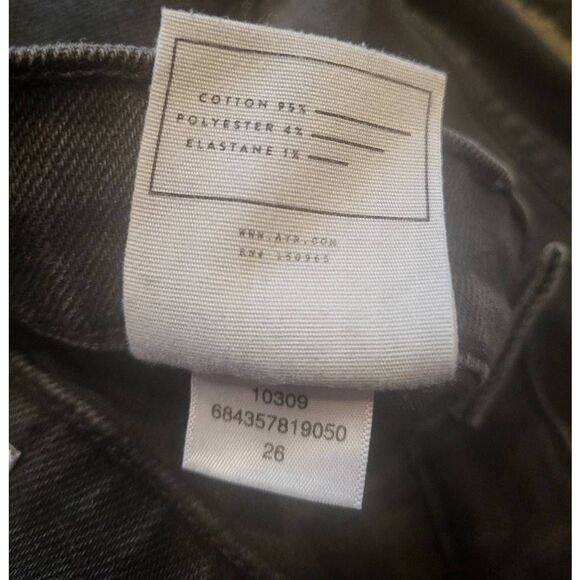 COTTON 95%
POLYESTER 4%
ELASTANE 1%
WWW.AYR.COM
RN# 150965
10309
684357819050
26